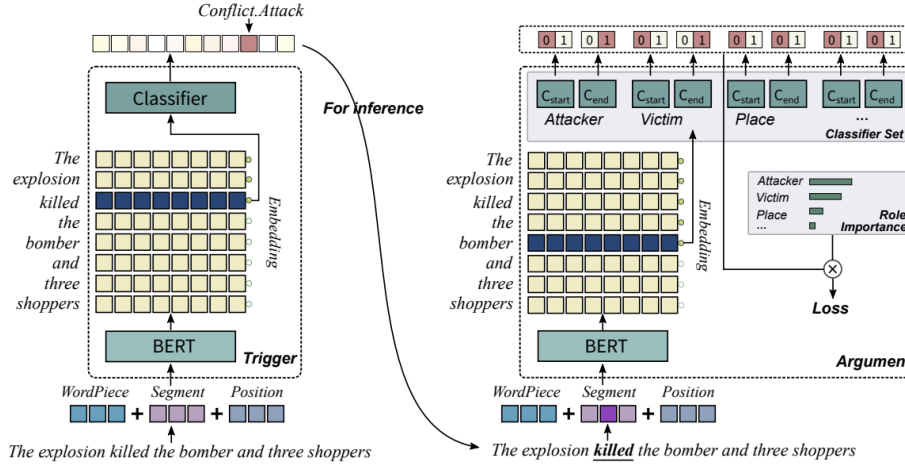 Conflict.Attack
Classifier
The
explosion
killed
the
bomber
and
three
shoppers
Embedding
BERT
Trigger
WordPiece + Segment + Position
The explosion killed the bomber and three shoppers
For inference
0 1 0 1 0 1 0 1 0 1 0 1 0 1 0 1
Cstart Cend Cstart Cend Cstart Cend Cstart Cend
Attacker Victim Place ...
Classifier Set
The
explosion
killed
the
bomber
and
three
shoppers
Embedding
Attacker
Victim
Place
...
Role
Importance
Loss
BERT
Argument
WordPiece + Segment + Position
The explosion killed the bomber and three shoppers